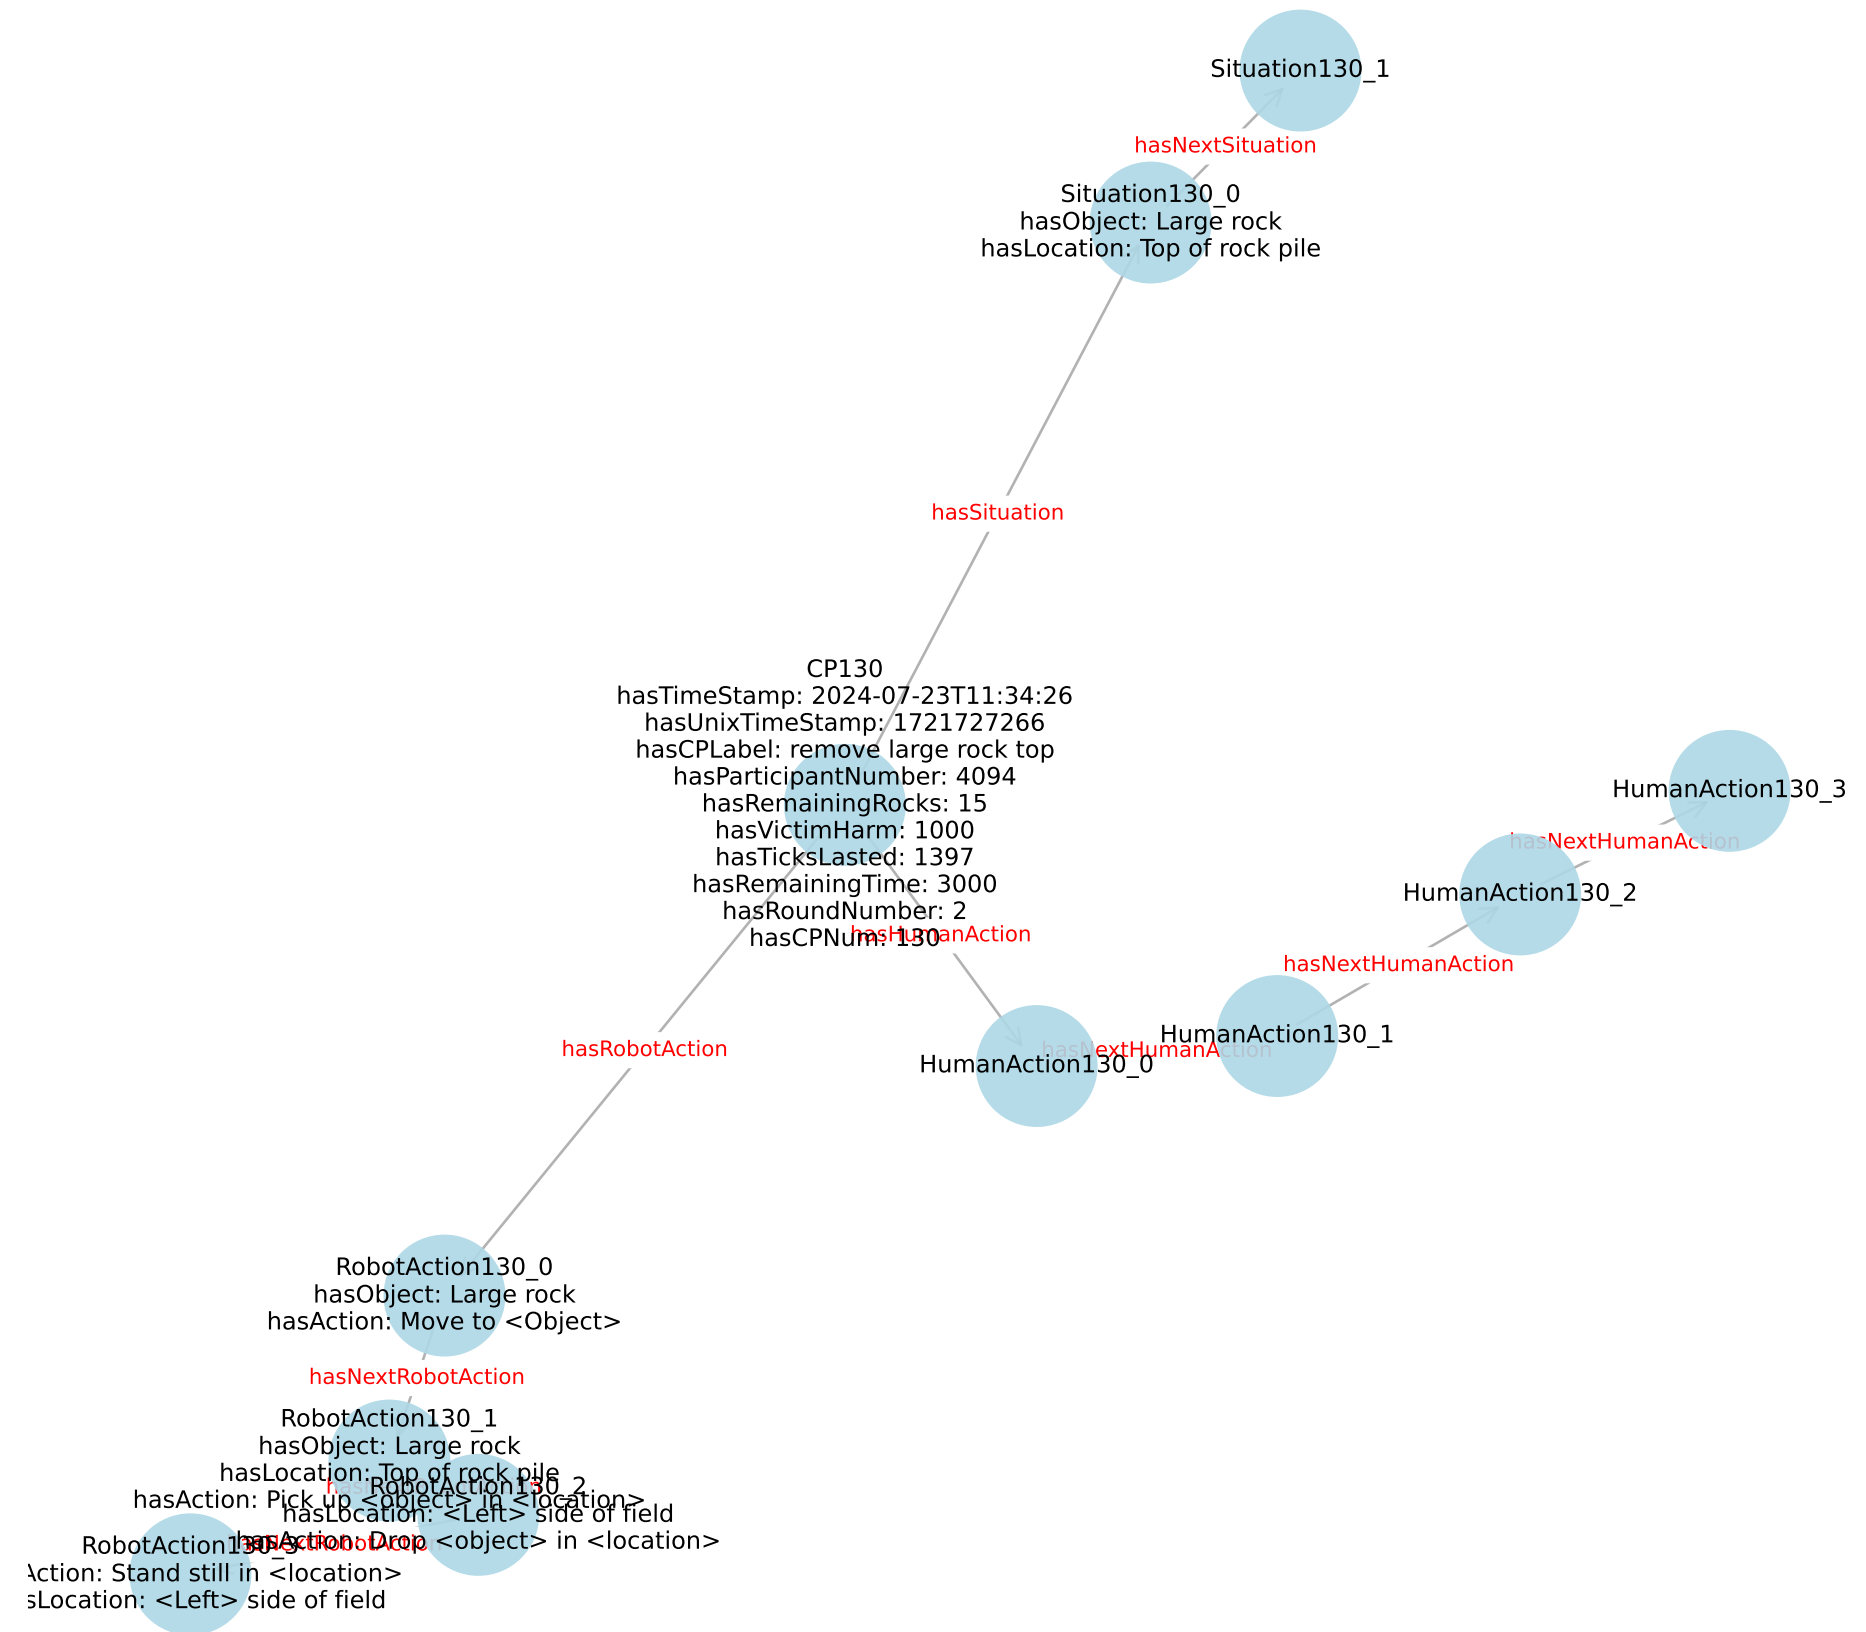 Situation130_1
hasNextSituation
Situation130_0
hasObject: Large rock
hasLocation: Top of rock pile
hasSituation
CP130
hasTimeStamp: 2024-07-23T11:34:26
hasUnixTimeStamp: 1721727266
hasCPLabel: remove large rock top
hasParticipantNumber: 4094
hasRemainingRocks: 15
hasVictimHarm: 1000
hasTicksLasted: 1397
hasRemainingTime: 3000
hasRoundNumber: 2
hasCPNum: 130
hasHumanAction
HumanAction130_3
hasNextHumanAction
HumanAction130_2
hasNextHumanAction
HumanAction130_1
hasNextHumanAction
HumanAction130_0
hasRobotAction
RobotAction130_0
hasObject: Large rock
hasAction: Move to <Object>
hasNextRobotAction
RobotAction130_1
hasObject: Large rock
hasLocation: Top of rock pile
hasAction: Pick up <object> in <location>
RobotAction130_2
hasLocation: <Left> side of field
hasAction: Drop <object> in <location>
hasNextRobotAction
RobotAction130_3
Action: Stand still in <location>
sLocation: <Left> side of field